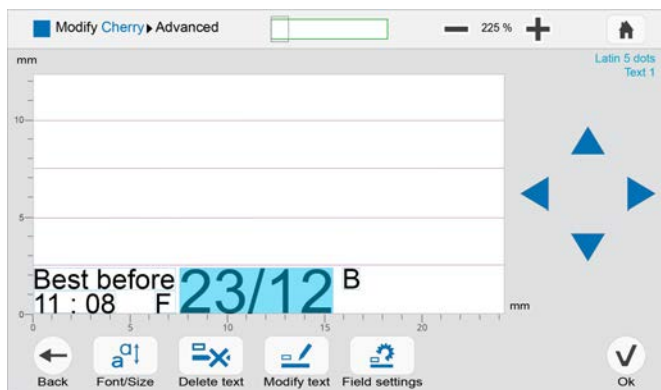 Modify Cherry ▸ Advanced
225 %
mm
Latin 5 dots
Text 1
10
5
Best before 23/12 B
11 : 08 F
0
mm
0 5 10 15 20
a a
Back Font/Size Delete text Modify text Field settings Ok